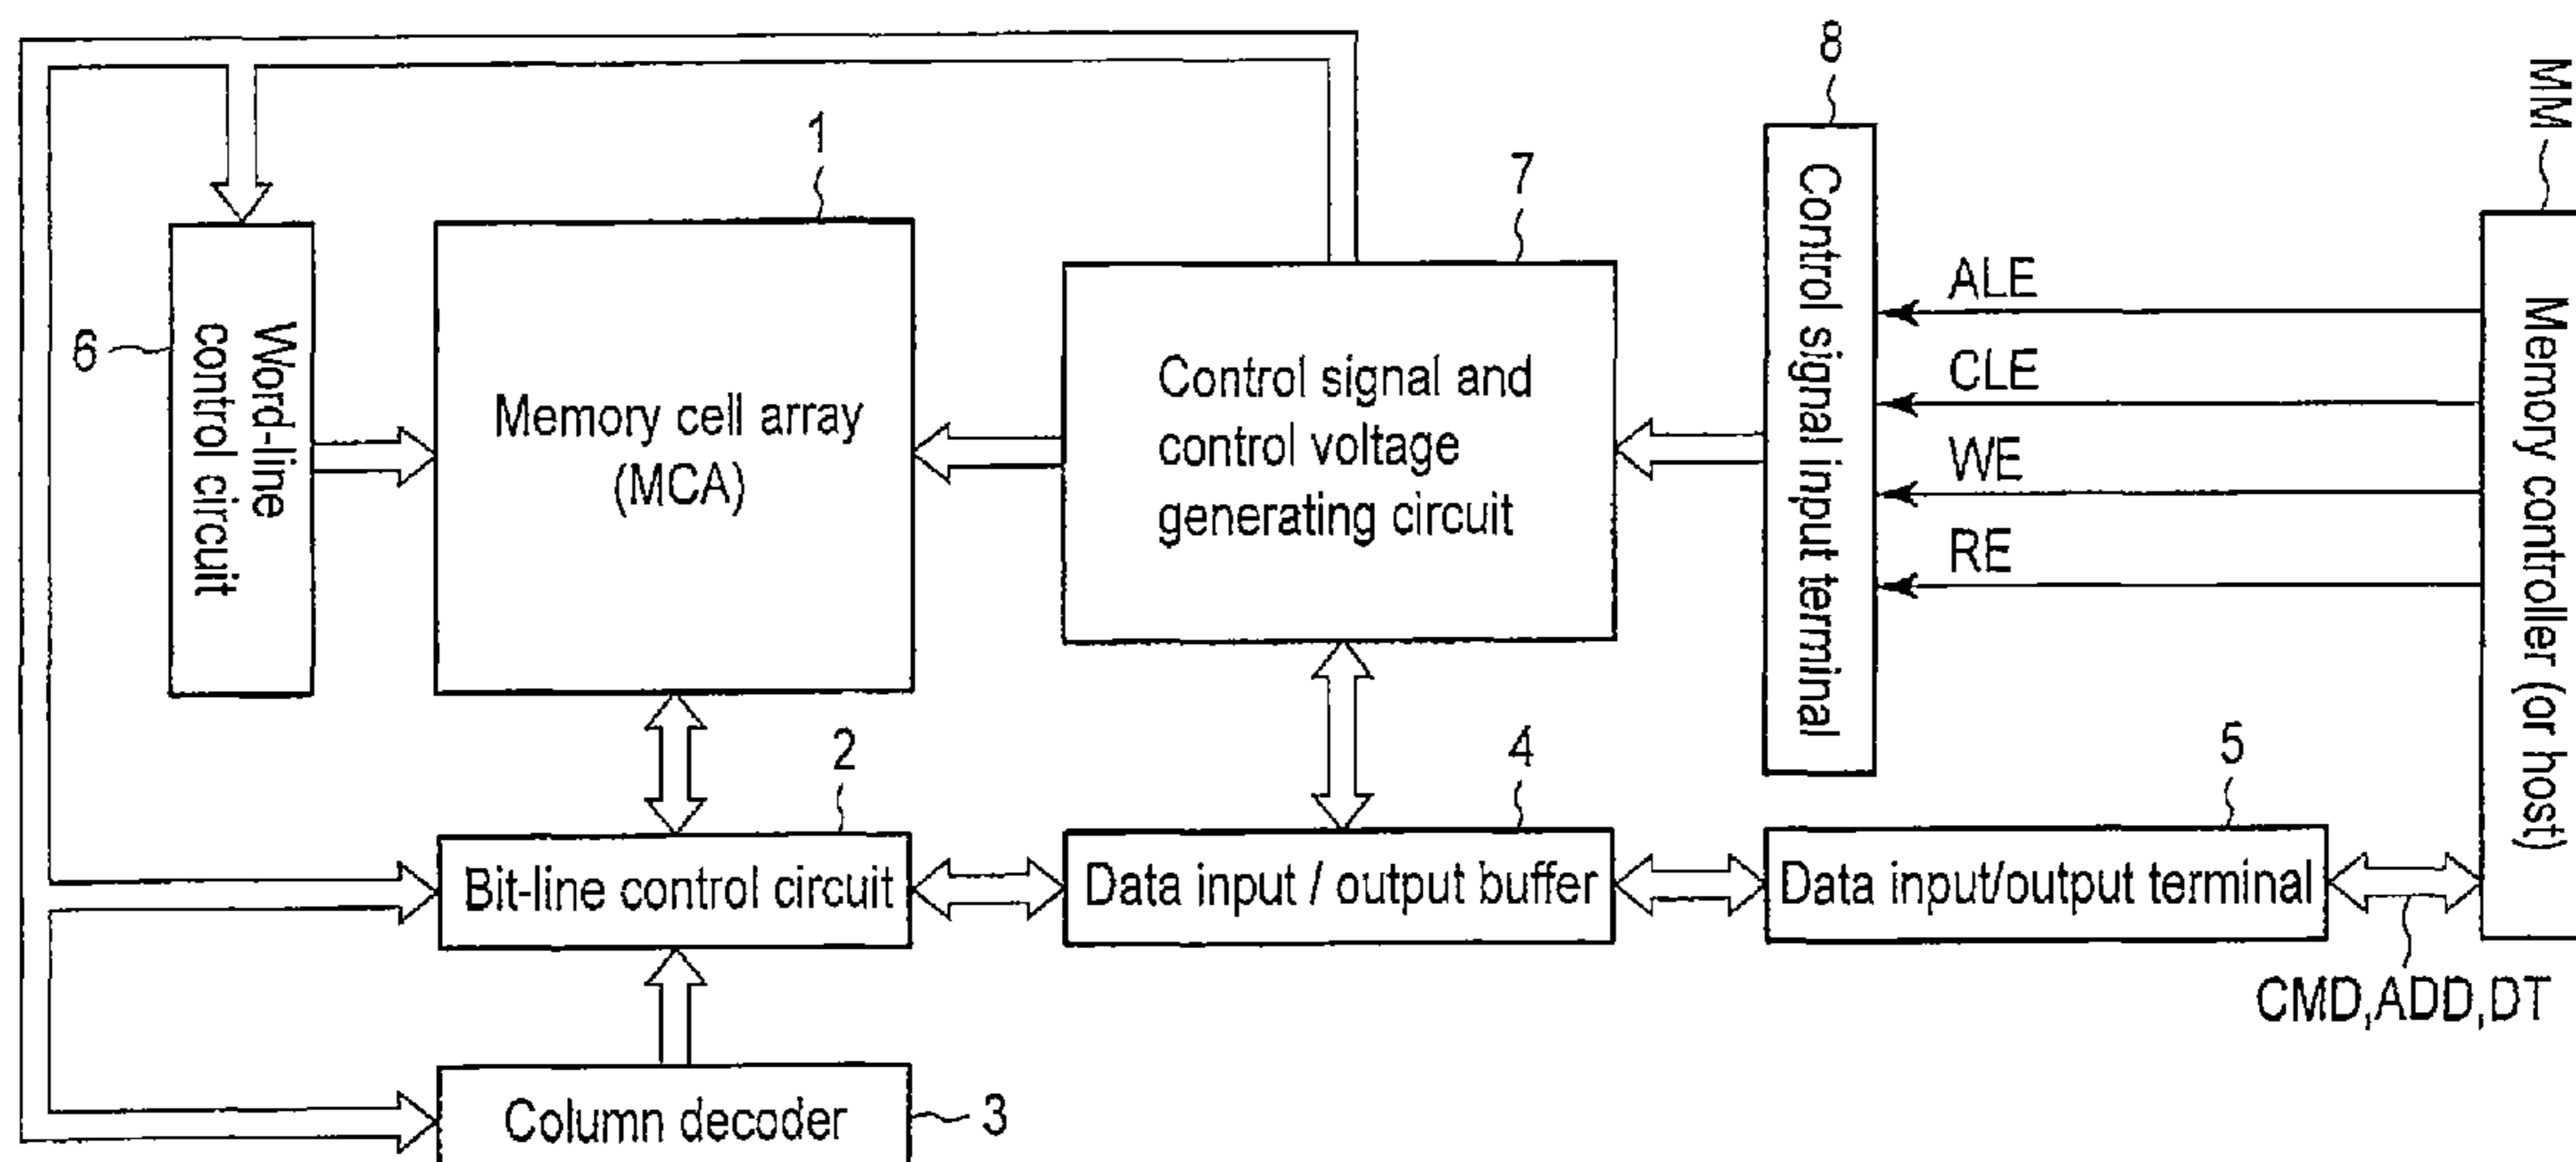 8
MM
1
7
ALE
CLE
WE
RE
6
Word-line
control circuit
Memory cell array
(MCA)
Control signal and
control voltage
generating circuit
Control signal input terminal
Memory controller (or host)
2
4
5
Bit-line control circuit
Data input / output buffer
Data input/output terminal
CMD,ADD,DT
Column decoder
3